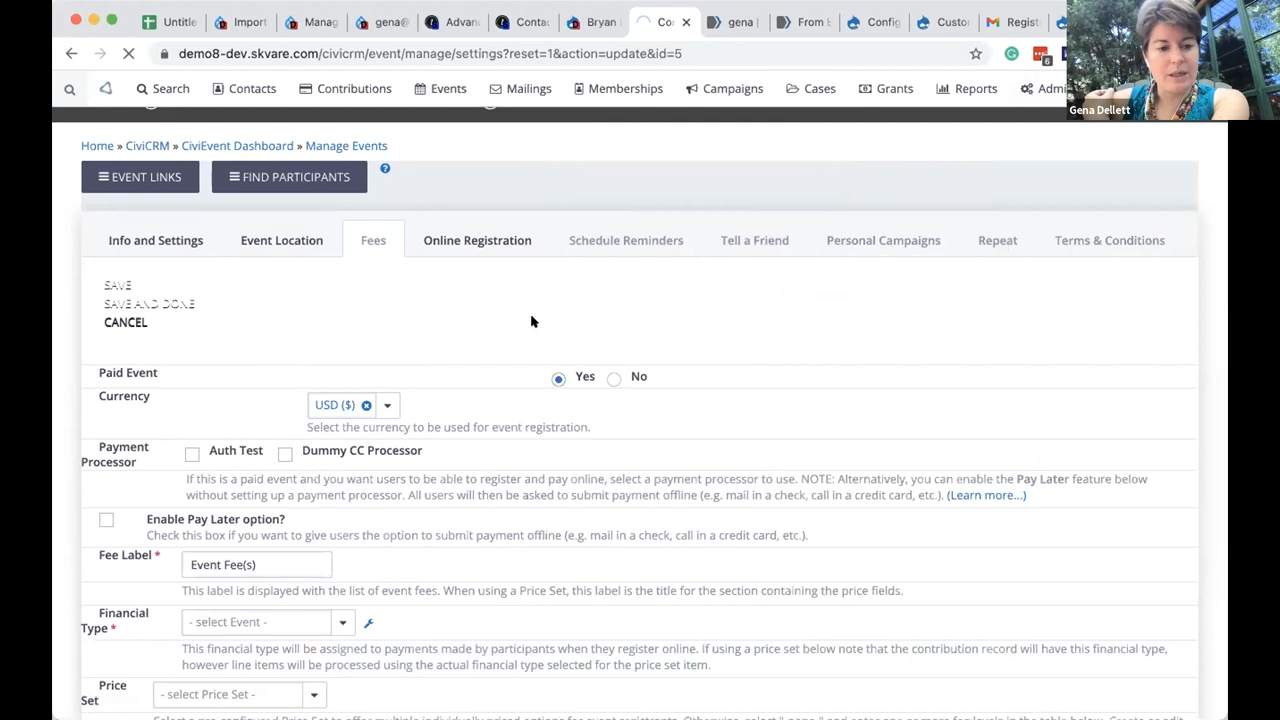 Untitle
Import
Manag
gena@
Advan
Contac
Bryan
Co
gena (
From b
Config
Custo
Regist
demo8-dev.skvare.com/civicrm/event/manage/settings?reset=1&action=update&id=5
6
Search
Contacts
Contributions
Events
Mailings
Memberships
Campaigns
Cases
Grants
Reports
Admi
Gena Dellett
Home » CiviCRM » CiviEvent Dashboard » Manage Events
EVENT LINKS
FIND PARTICIPANTS
?
Info and Settings
Event Location
Fees
Online Registration
Schedule Reminders
Tell a Friend
Personal Campaigns
Repeat
Terms & Conditions
SAVE
SAVE AND DONE
CANCEL
Paid Event
Yes
No
Currency
USD ($)
Select the currency to be used for event registration.
Payment
Processor
Auth Test
Dummy CC Processor
If this is a paid event and you want users to be able to register and pay online, select a payment processor to use. NOTE: Alternatively, you can enable the Pay Later feature below
without setting up a payment processor. All users will then be asked to submit payment offline (e.g. mail in a check, call in a credit card, etc.). (Learn more...)
Enable Pay Later option?
Check this box if you want to give users the option to submit payment offline (e.g. mail in a check, call in a credit card, etc.).
Fee Label *
Event Fee(s)
This label is displayed with the list of event fees. When using a Price Set, this label is the title for the section containing the price fields.
Financial
Type *
- select Event -
This financial type will be assigned to payments made by participants when they register online. If using a price set below note that the contribution record will have this financial type,
however line items will be processed using the actual financial type selected for the price set item.
Price
Set
- select Price Set -